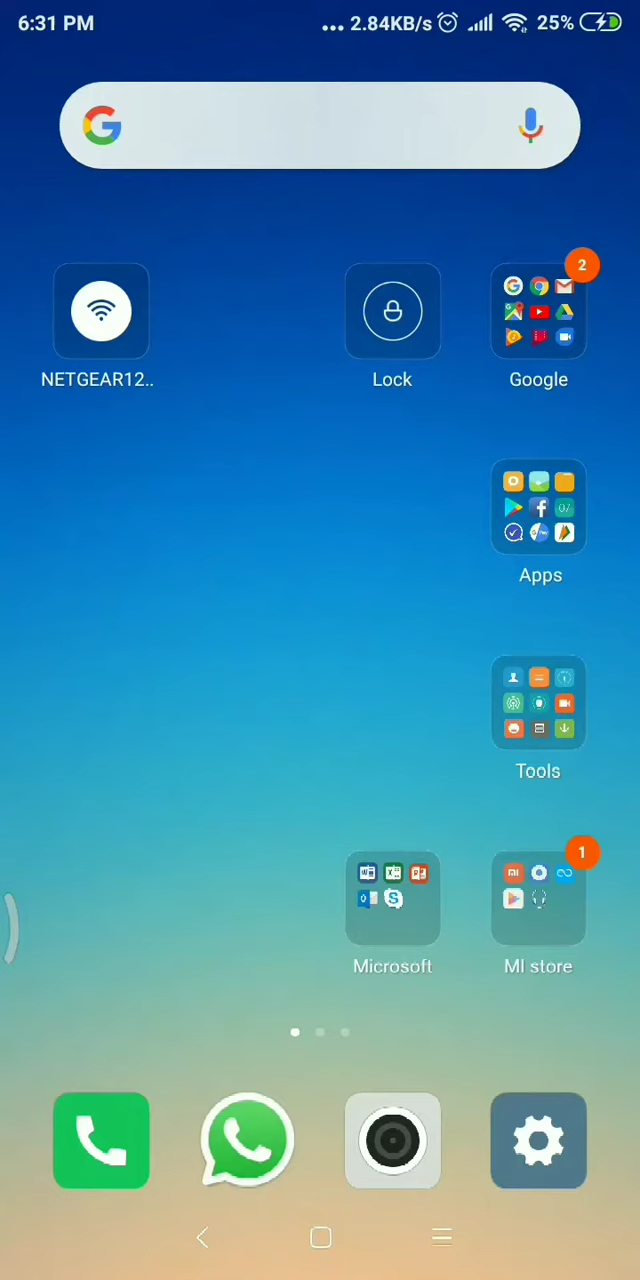 6:31 PM ... 2.84KB/s 25%
2
NETGEAR12.. Lock Google
Apps
Tools
1
Microsoft MI store